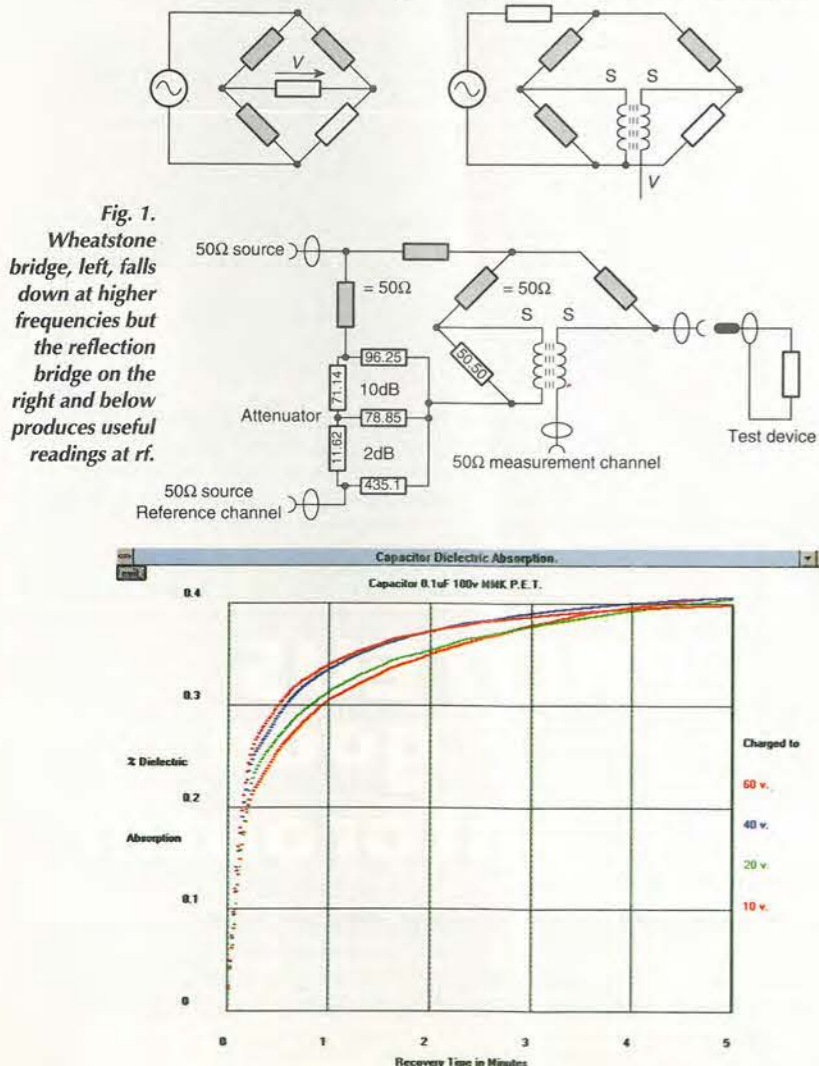 V
S S
V
Fig. 1.
Wheatstone
bridge, left, falls
down at higher
frequencies but
the reflection
bridge on the
right and below
produces useful
readings at rf.
50Ω source
= 50Ω
= 50Ω
S S
96.25
50.50
71.14
10dB
Attenuator
78.85
11.62
2dB
435.1
50Ω source
Reference channel
50Ω measurement channel
Test device
Capacitor Dielectric Absorption.
Capacitor 0.1uF 100v MMK P.E.T.
0.4
0.3
% Dielectric
0.2
Absorption
0.1
0
Charged to
60 v.
40 v.
20 v.
10 v.
0 1 2 3 4 5
Recovery Time in Minutes